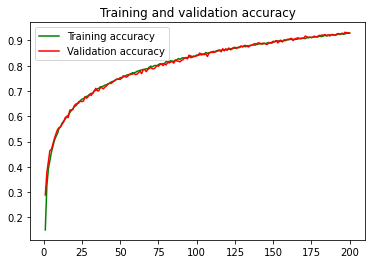 Training and validation accuracy
Training accuracy
Validation accuracy
0.9
0.8
0.7
0.6
0.5
0.4
0.3
0.2
0 25 50 75 100 125 150 175 200